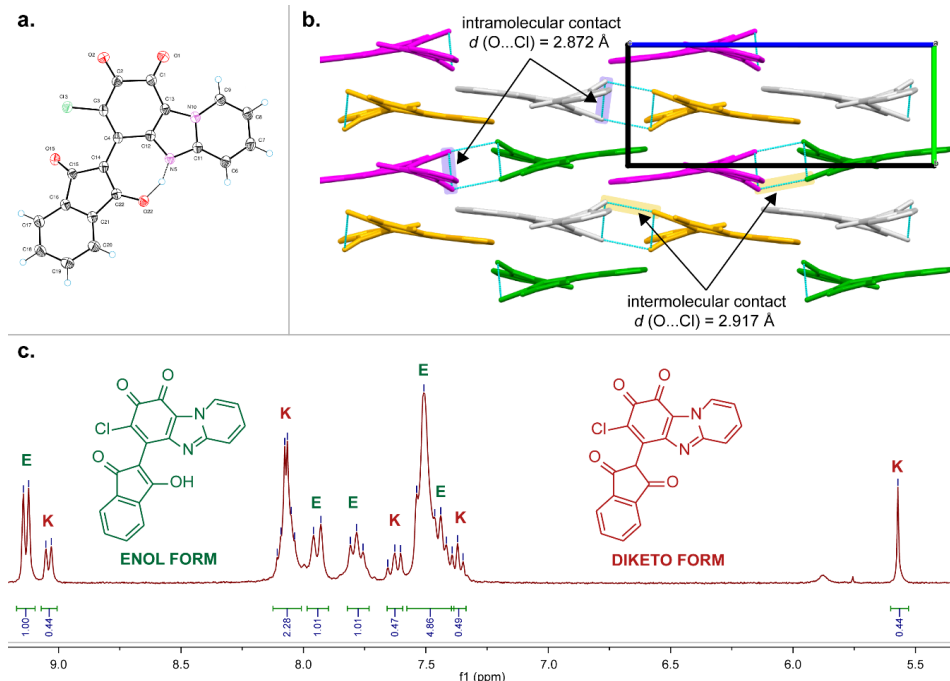 a.
O2
O1
C2
C1
Cl3
C3
C13
C9
N10
C8
C4
C12
C11
C7
O15
C15
C14
N5
C6
C16
C22
O22
C17
C21
C18
C20
C19
b.
intramolecular contact
d (O...Cl) = 2.872 Å
intermolecular contact
d (O...Cl) = 2.917 Å
c.
E
K
K
E
E
K
E
E
K
K
O
O
Cl
N
N
O
OH
ENOL FORM
O
O
Cl
N
N
O
O
DIKETO FORM
1.00
0.44
2.28
1.01
1.01
0.47
4.86
0.49
0.44
9.0
8.5
8.0
7.5
7.0
6.5
6.0
5.5
f1 (ppm)